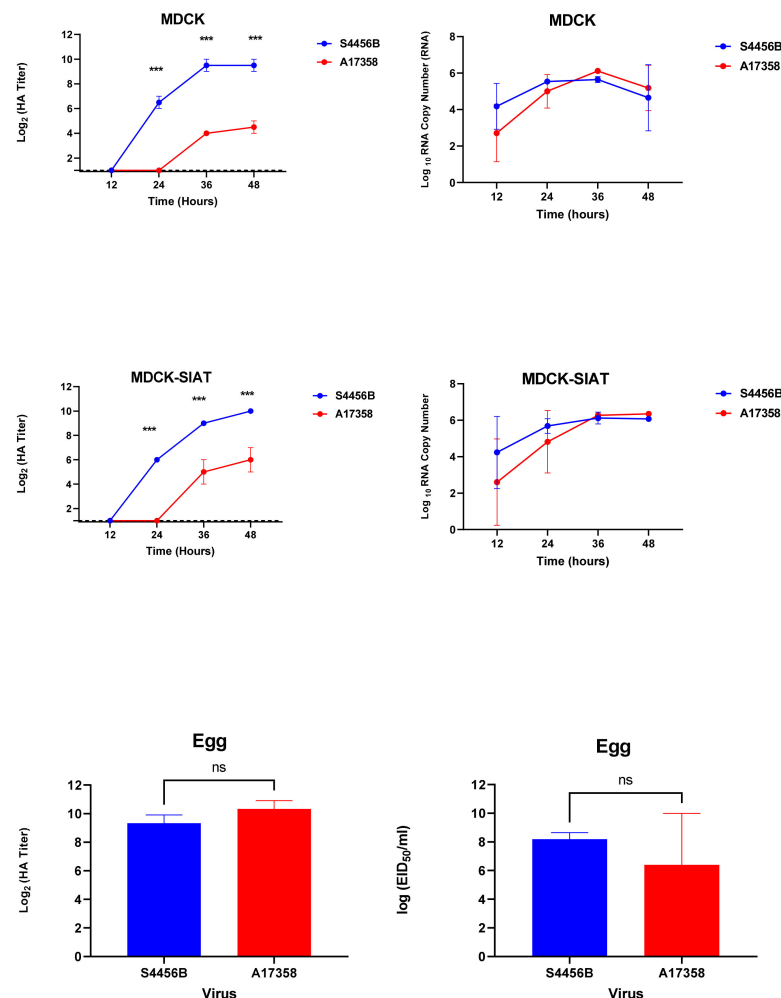 MDCK
Log2 (HA Titer)
12
10
8
6
4
2
***
***
***
12
24
36
48
Time (Hours)
S4456B
A17358
MDCK
Log 10 RNA Copy Number (RNA)
8
6
4
2
0
12
24
36
48
Time (hours)
S4456B
A17358
MDCK-SIAT
Log2 (HA Titer)
12
10
8
6
4
2
***
***
***
12
24
36
48
Time (Hours)
S4456B
A17358
MDCK-SIAT
Log 10 RNA Copy Number
8
6
4
2
0
12
24
36
48
Time (hours)
S4456B
A17358
Egg
ns
Log2 (HA Titer)
12
10
8
6
4
2
0
S4456B
A17358
Virus
Egg
ns
log (EID50/ml)
12
10
8
6
4
2
0
S4456B
A17358
Virus